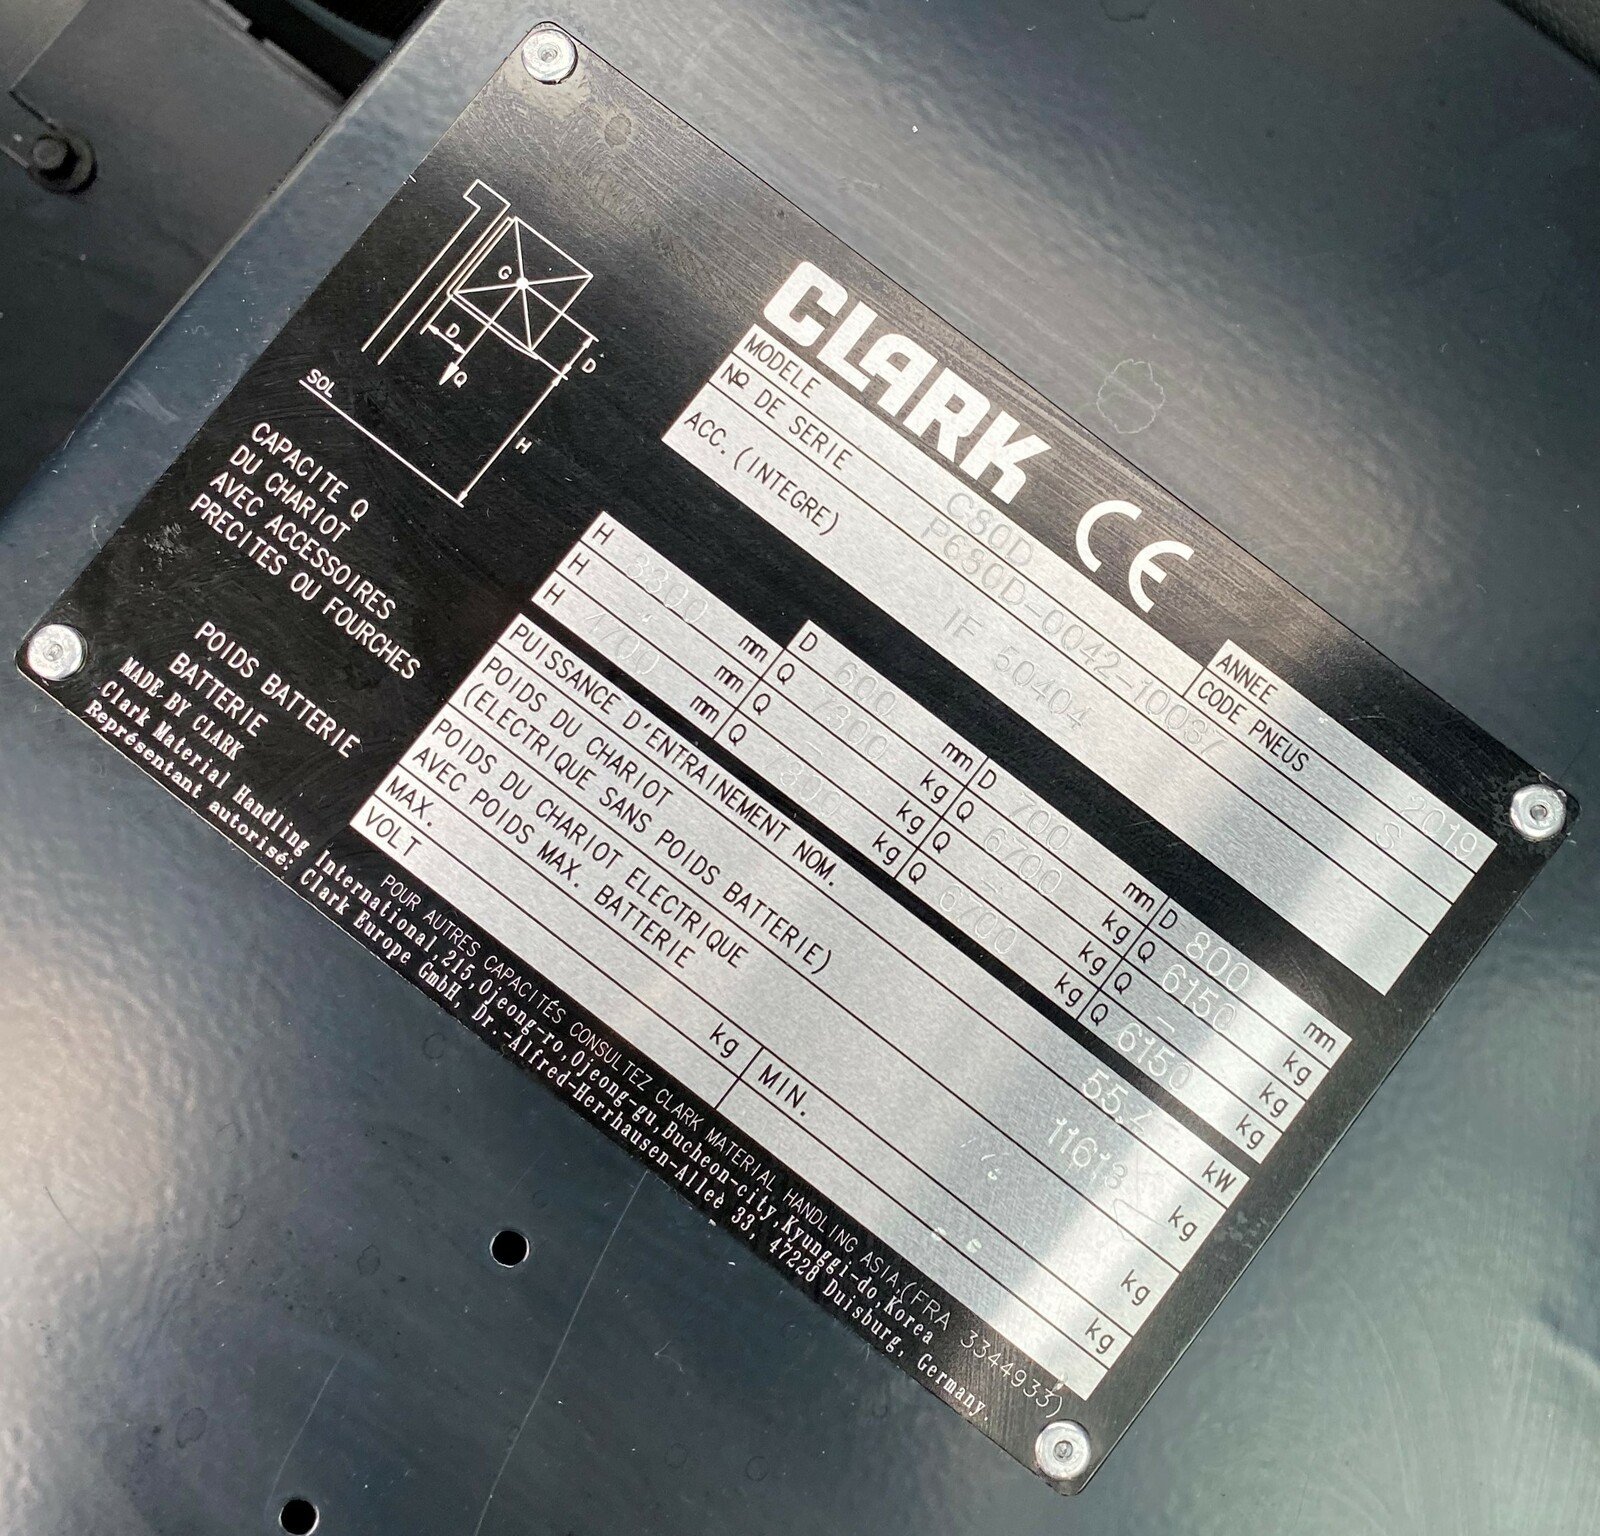 CLARK CE
ANNEE 2019
MODELE C80D CODE PNEUS S
Nº DE SERIE P680D-0042-10037
ACC. (INTEGRE) IF 50404
G
D
D
Q
H
SOL
CAPACITE Q
DU CHARIOT
AVEC ACCESSOIRES
PRECITES OU FOURCHES
D 600 mm D 700 mm D 800 mm
H 3300 mm Q 7300 kg Q 6700 kg Q 6150 kg
H - mm Q - kg Q - kg Q - kg
H mm Q kg Q 6700 kg Q 6150 kg
PUISSANCE D'ENTRAINEMENT NOM. kW
POIDS DU CHARIOT
(ELECTRIQUE SANS POIDS BATTERIE) kg
POIDS DU CHARIOT ELECTRIQUE
AVEC POIDS MAX. BATTERIE kg
POIDS BATTERIE MAX. kg MIN. kg
BATTERIE VOLT
POUR AUTRES CAPACITÉS CONSULTEZ CLARK MATERIAL HANDLING ASIA.(FRA 3344933)
MADE BY CLARK
Clark Material Handling International,215,Ojeong-ro,Ojeong-gu,Bucheon-city,Kyunggi-do,Korea
Représentant autorisé: Clark Europe GmbH, Dr.-Alfred-Herrhausen-Alleè 33, 47228 Duisburg, Germany.